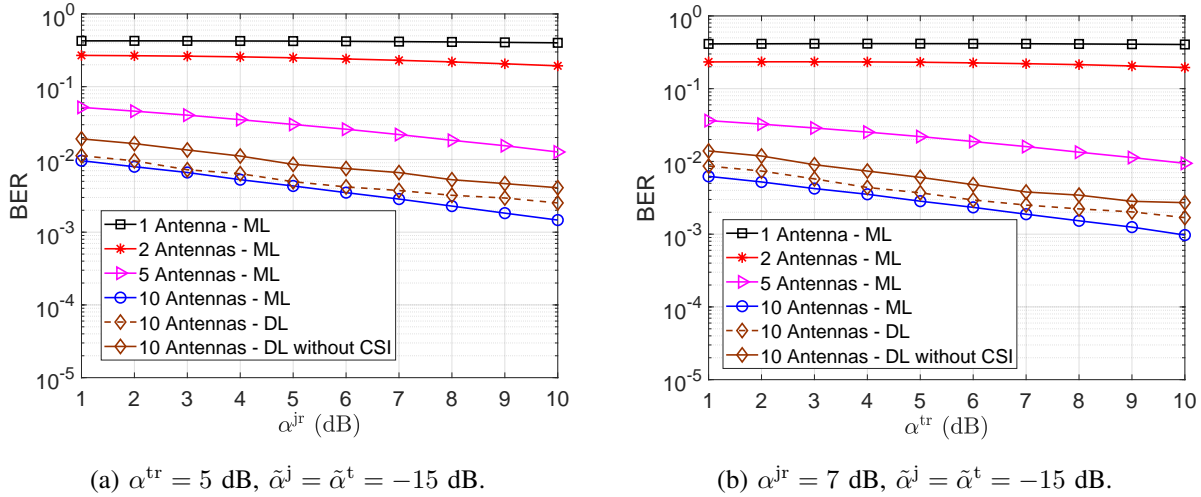 10^0
10^-1
10^-2
10^-3
10^-4
10^-5
BER
1 Antenna - ML
2 Antennas - ML
5 Antennas - ML
10 Antennas - ML
10 Antennas - DL
10 Antennas - DL without CSI
1 2 3 4 5 6 7 8 9 10
α^jr (dB)
(a) α^tr = 5 dB, α̃^j = α̃^t = −15 dB.
10^0
10^-1
10^-2
10^-3
10^-4
10^-5
BER
1 Antenna - ML
2 Antennas - ML
5 Antennas - ML
10 Antennas - ML
10 Antennas - DL
10 Antennas - DL without CSI
1 2 3 4 5 6 7 8 9 10
α^tr (dB)
(b) α^jr = 7 dB, α̃^j = α̃^t = −15 dB.